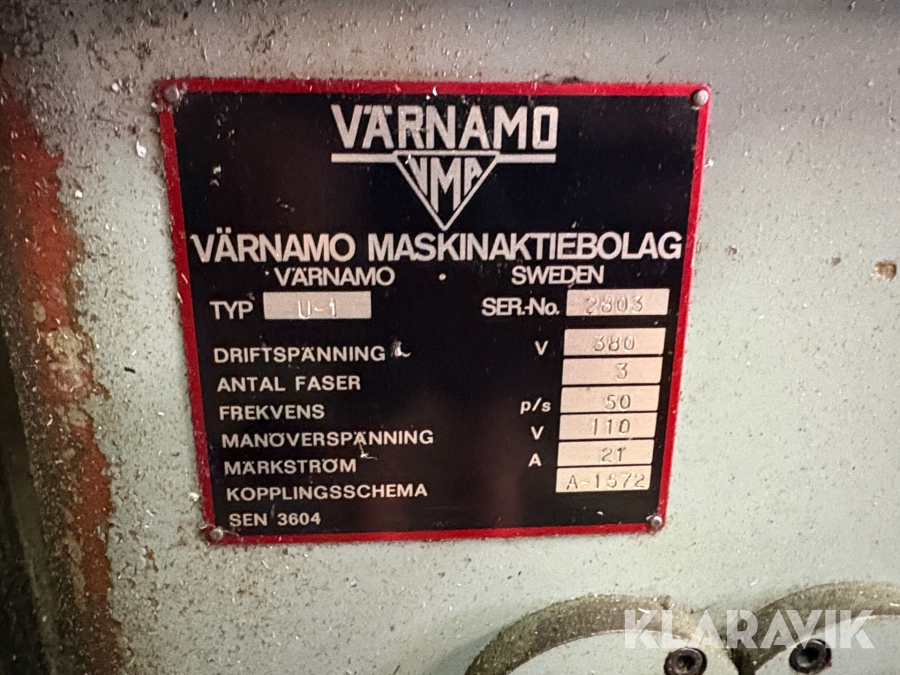 VÄRNAMO
VMA
VÄRNAMO MASKINAKTIEBOLAG
VÄRNAMO • SWEDEN
TYP U-1 SER.-No. 2803
DRIFTSPÄNNING V 380
ANTAL FASER 3
FREKVENS p/s 50
MANÖVERSPÄNNING V 110
MÄRKSTRÖM A 21
KOPPLINGSSCHEMA A-1572
SEN 3604
KLARAVIK